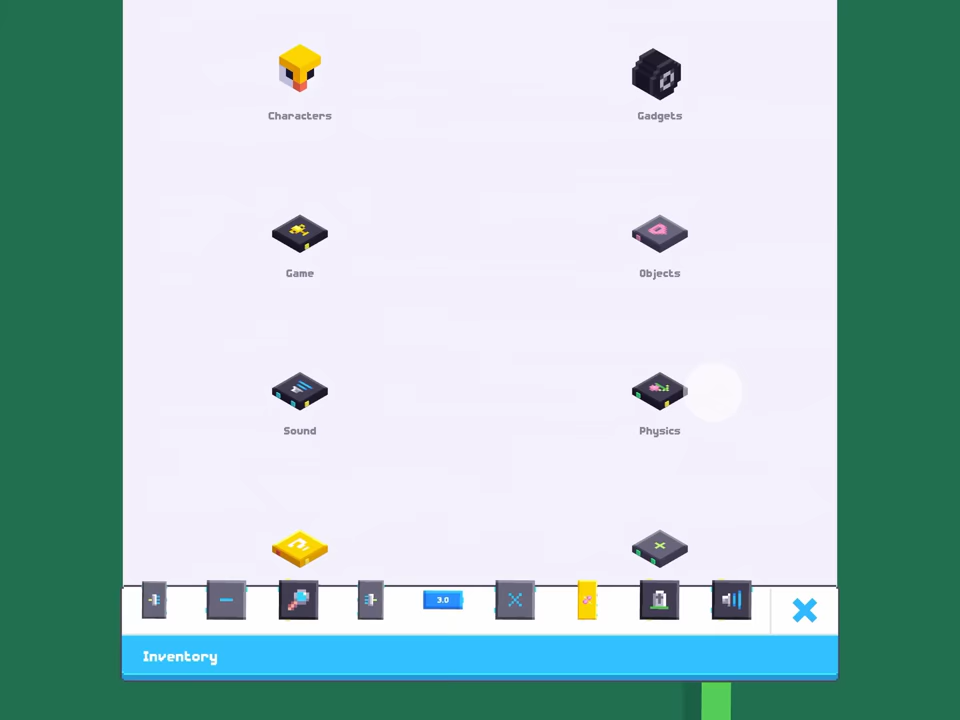 Characters
Gadgets
Game
Objects
Sound
Physics
3.0
Inventory